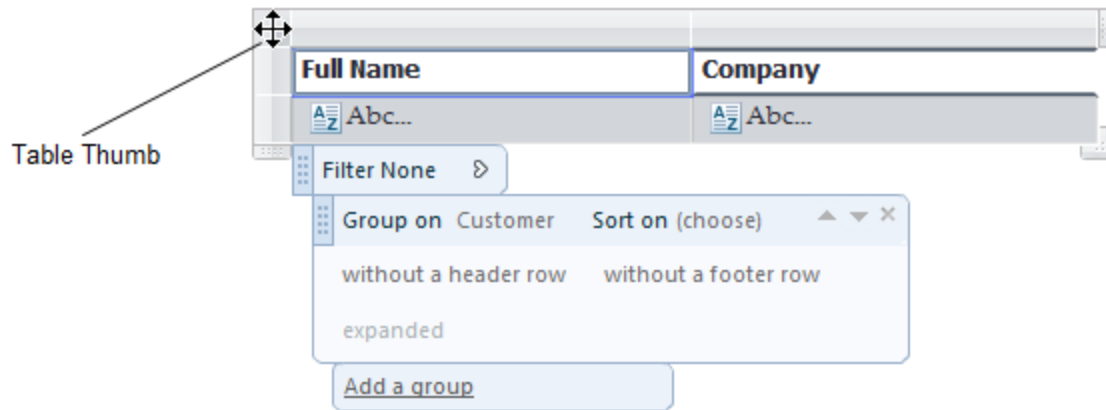 Full Name Company
Abc... Abc...
Table Thumb
Filter None
Group on Customer Sort on (choose)
without a header row without a footer row
expanded
Add a group